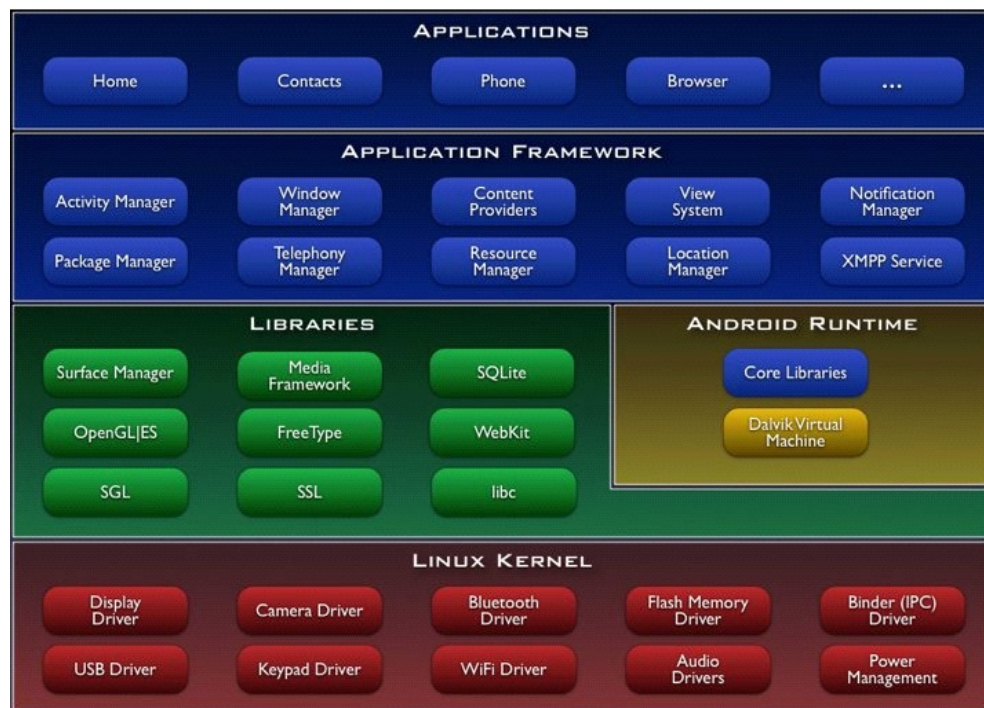 APPLICATIONS
Home
Contacts
Phone
Browser
...
APPLICATION FRAMEWORK
Activity Manager
Window
Manager
Content
Providers
View
System
Notification
Manager
Package Manager
Telephony
Manager
Resource
Manager
Location
Manager
XMPP Service
LIBRARIES
Surface Manager
Media
Framework
SQLite
OpenGL|ES
FreeType
WebKit
SGL
SSL
libc
ANDROID RUNTIME
Core Libraries
Dalvik Virtual
Machine
LINUX KERNEL
Display
Driver
Camera Driver
Bluetooth
Driver
Flash Memory
Driver
Binder (IPC)
Driver
USB Driver
Keypad Driver
WiFi Driver
Audio
Drivers
Power
Management